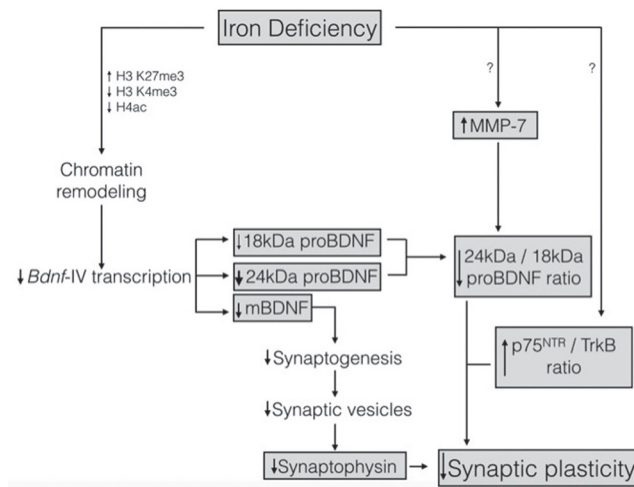 Iron Deficiency
↑ H3 K27me3
↓ H3 K4me3
↓ H4ac
?
?
↑MMP-7
Chromatin
remodeling
↓18kDa proBDNF
↓Bdnf-IV transcription
↓24kDa proBDNF
↓mBDNF
↓24kDa / 18kDa
proBDNF ratio
↑p75NTR / TrkB
ratio
↓Synaptogenesis
↓Synaptic vesicles
↓Synaptophysin
↓Synaptic plasticity